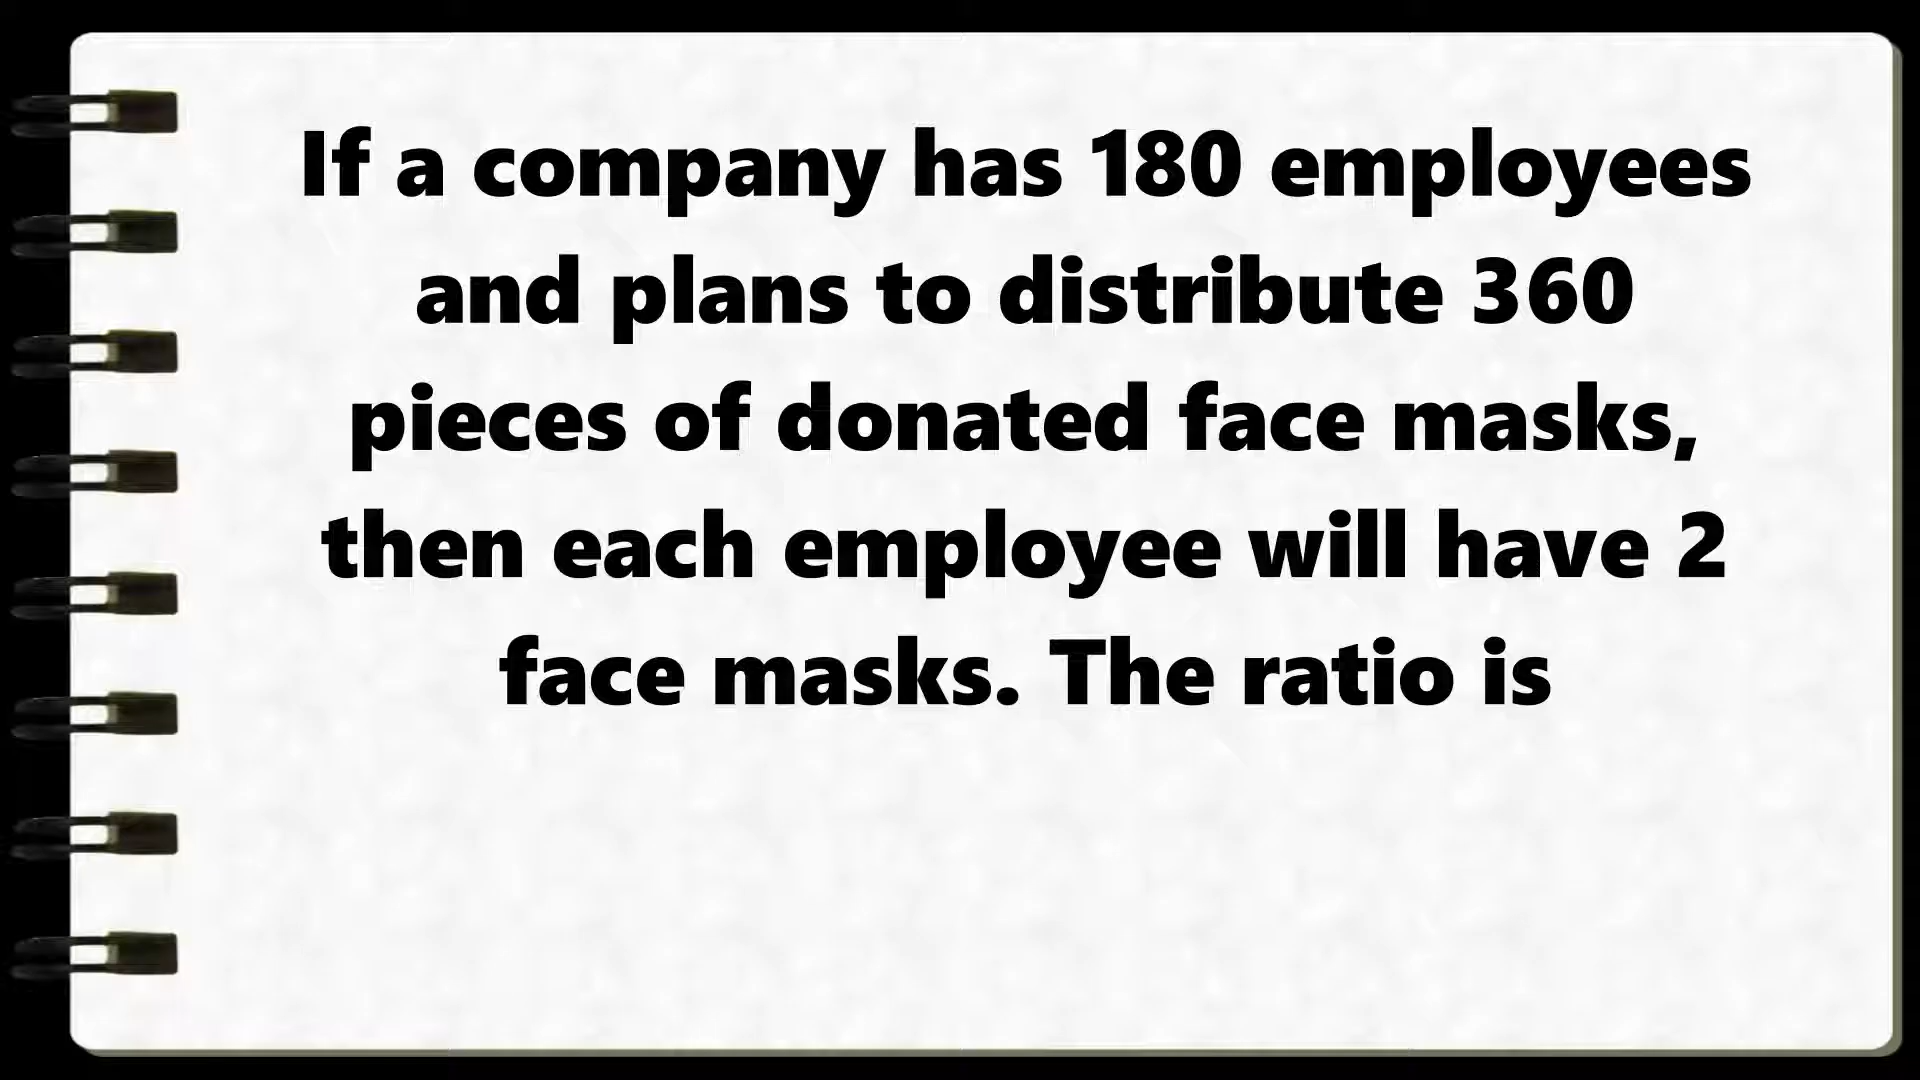 If a company has 180 employees
and plans to distribute 360
pieces of donated face masks,
then each employee will have 2
face masks. The ratio is